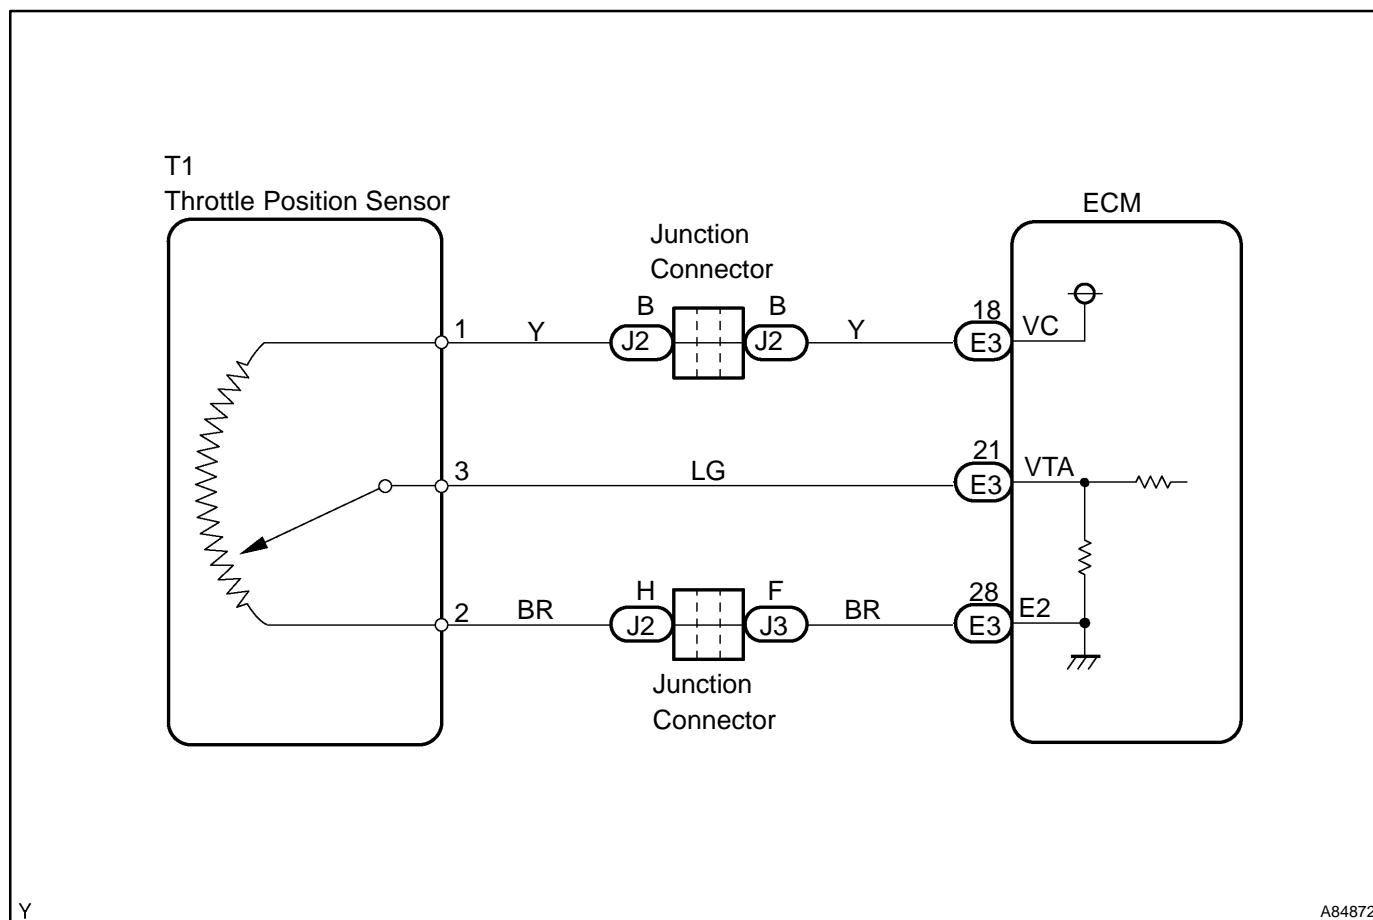 T1
Throttle Position Sensor
ECM
Junction
Connector
B
B
18
1
Y
J2
J2
Y
E3
VC
21
3
LG
E3
VTA
H
F
28
2
BR
J2
J3
BR
E3
E2
Junction
Connector
Y
A84872